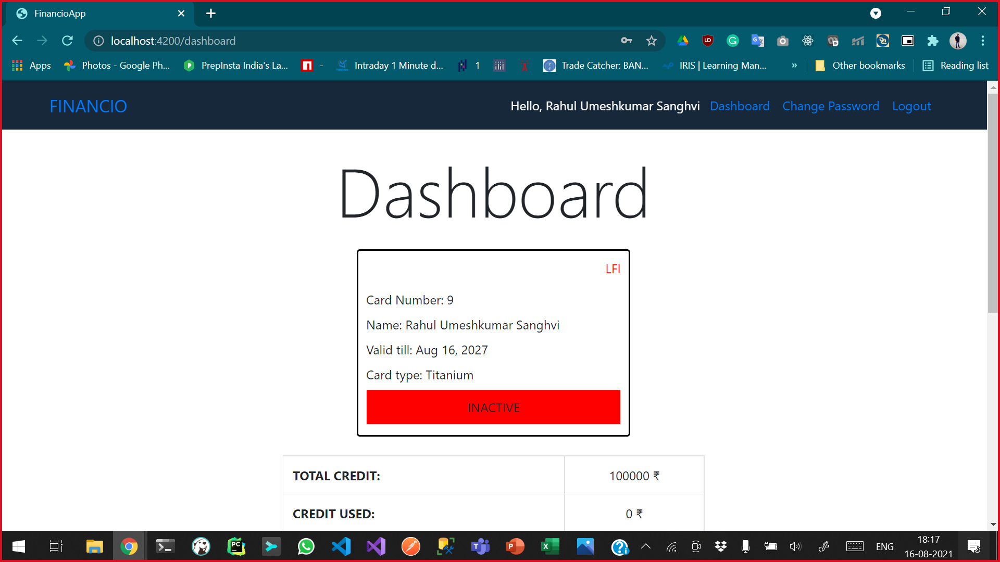 FinancioApp
localhost:4200/dashboard
Apps
Photos - Google Ph...
PrepInsta India's La...
-
Intraday 1 Minute d...
1
Trade Catcher: BAN...
IRIS | Learning Man...
»
Other bookmarks
Reading list
FINANCIO
Hello, Rahul Umeshkumar Sanghvi
Dashboard
Change Password
Logout
Dashboard
LFI
Card Number: 9
Name: Rahul Umeshkumar Sanghvi
Valid till: Aug 16, 2027
Card type: Titanium
INACTIVE
TOTAL CREDIT: 100000 ₹
CREDIT USED: 0 ₹
ENG
18:17
16-08-2021